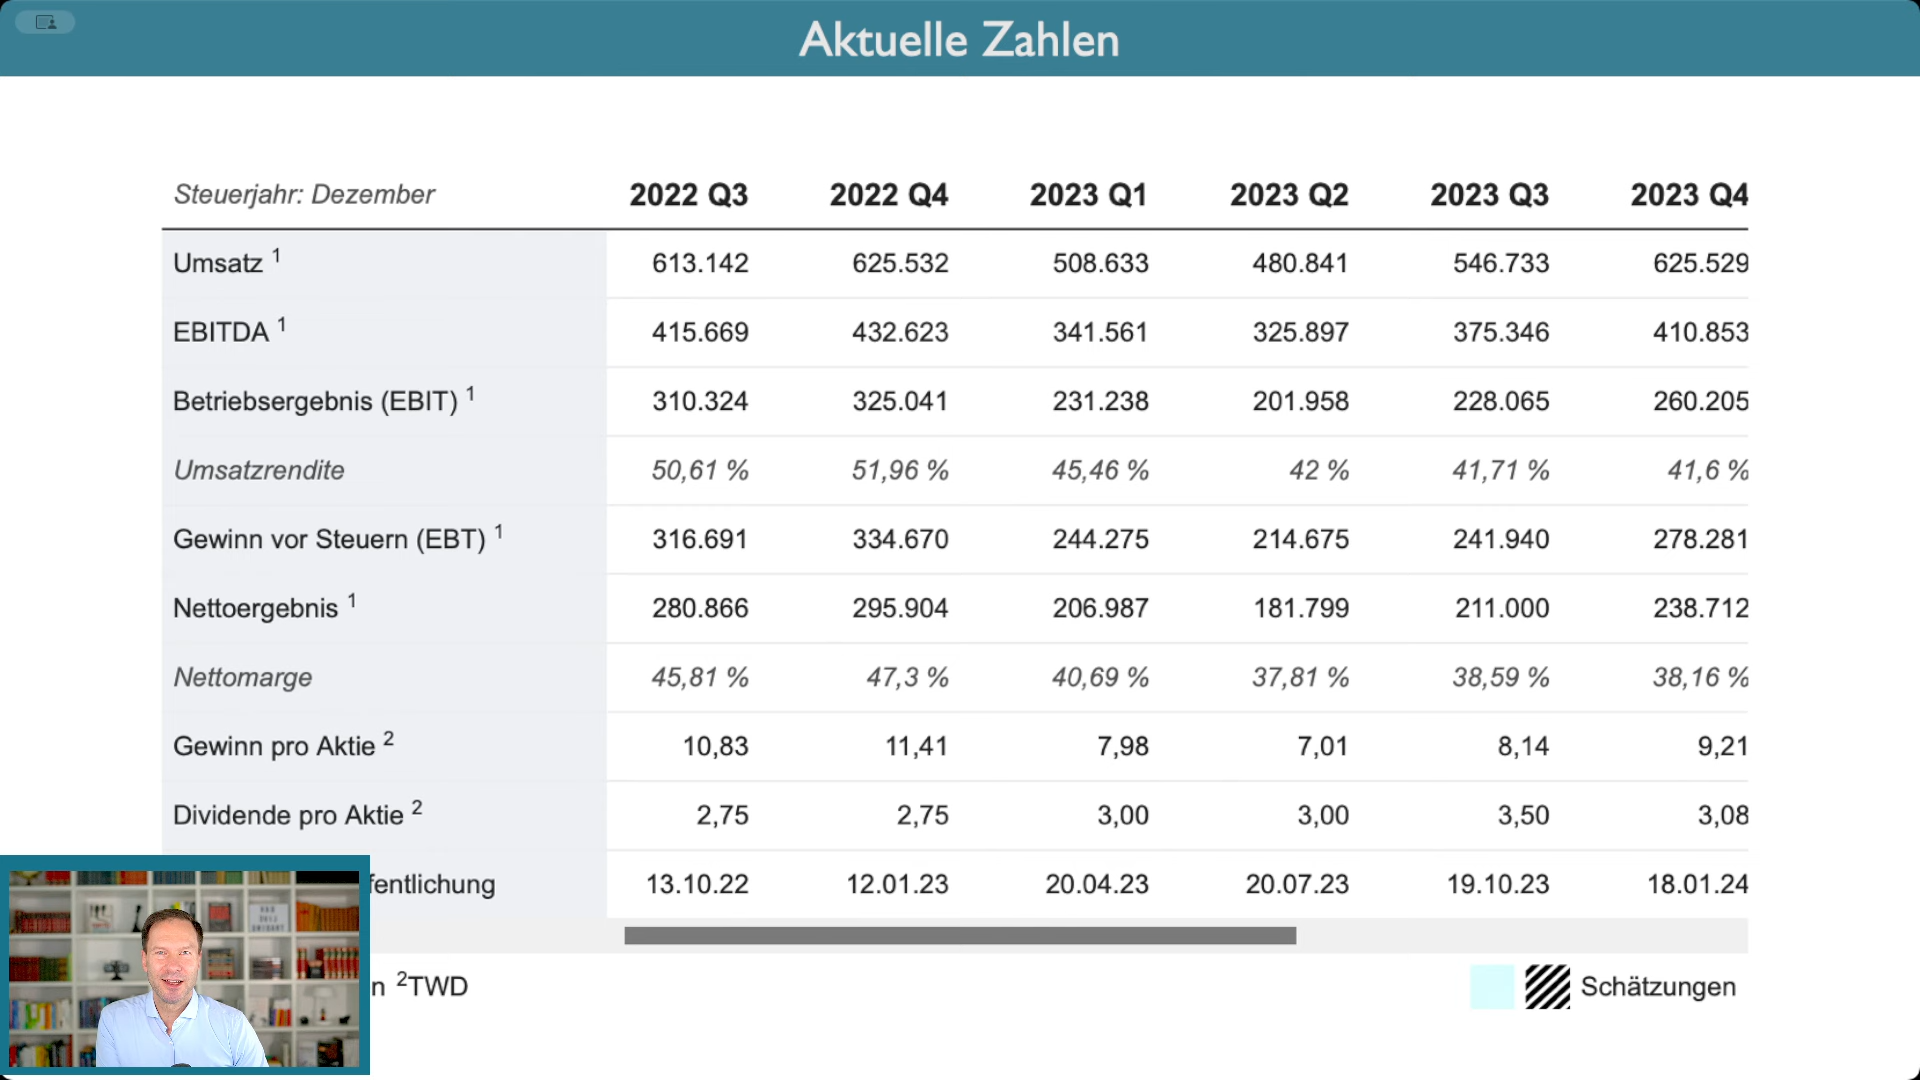 Aktuelle Zahlen
Steuerjahr: Dezember 2022 Q3 2022 Q4 2023 Q1 2023 Q2 2023 Q3 2023 Q4
Umsatz 1 613.142 625.532 508.633 480.841 546.733 625.529
EBITDA 1 415.669 432.623 341.561 325.897 375.346 410.853
Betriebsergebnis (EBIT) 1 310.324 325.041 231.238 201.958 228.065 260.205
Umsatzrendite 50,61 % 51,96 % 45,46 % 42 % 41,71 % 41,6 %
Gewinn vor Steuern (EBT) 1 316.691 334.670 244.275 214.675 241.940 278.281
Nettoergebnis 1 280.866 295.904 206.987 181.799 211.000 238.712
Nettomarge 45,81 % 47,3 % 40,69 % 37,81 % 38,59 % 38,16 %
Gewinn pro Aktie 2 10,83 11,41 7,98 7,01 8,14 9,21
Dividende pro Aktie 2 2,75 2,75 3,00 3,00 3,50 3,08
fentlichung 13.10.22 12.01.23 20.04.23 20.07.23 19.10.23 18.01.24
n 2TWD Schätzungen